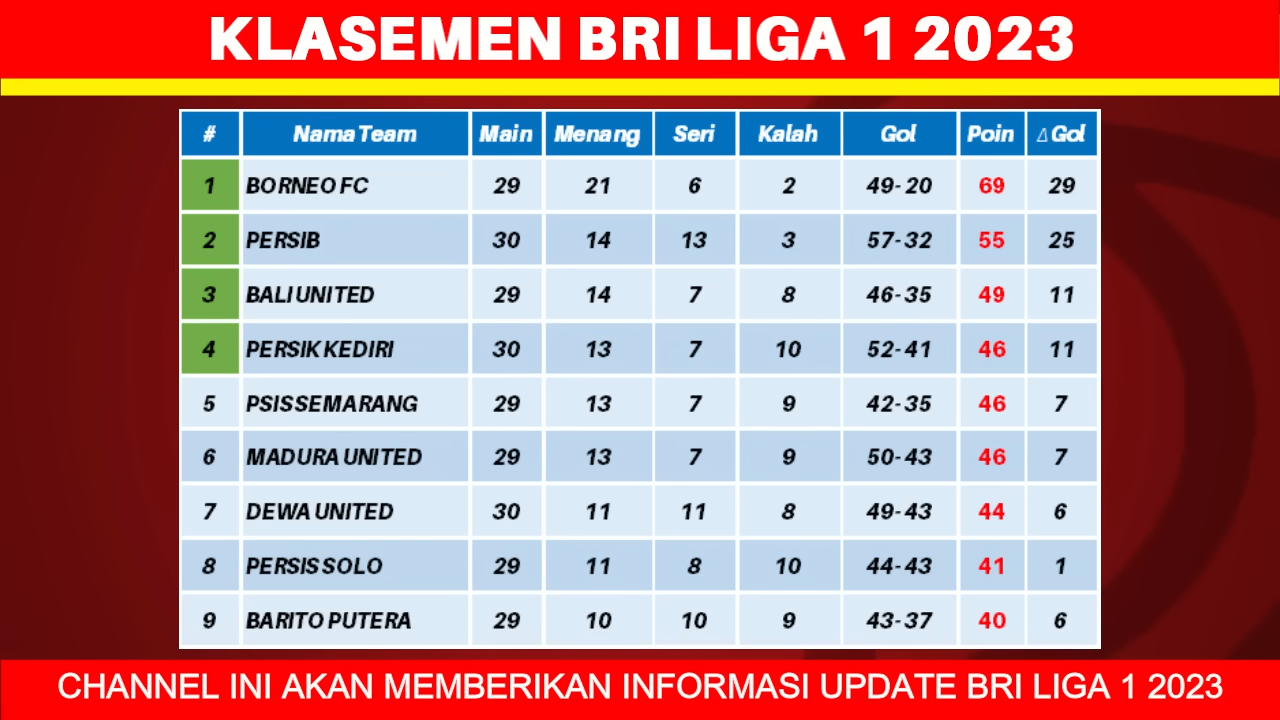 KLASEMEN BRI LIGA 1 2023
# Nama Team Main Menang Seri Kalah Gol Poin Δ Gol
1 BORNEO FC 29 21 6 2 49-20 69 29
2 PERSIB 30 14 13 3 57-32 55 25
3 BALI UNITED 29 14 7 8 46-35 49 11
4 PERSIK KEDIRI 30 13 7 10 52-41 46 11
5 PSIS SEMARANG 29 13 7 9 42-35 46 7
6 MADURA UNITED 29 13 7 9 50-43 46 7
7 DEWA UNITED 30 11 11 8 49-43 44 6
8 PERSIS SOLO 29 11 8 10 44-43 41 1
9 BARITO PUTERA 29 10 10 9 43-37 40 6
CHANNEL INI AKAN MEMBERIKAN INFORMASI UPDATE BRI LIGA 1 2023